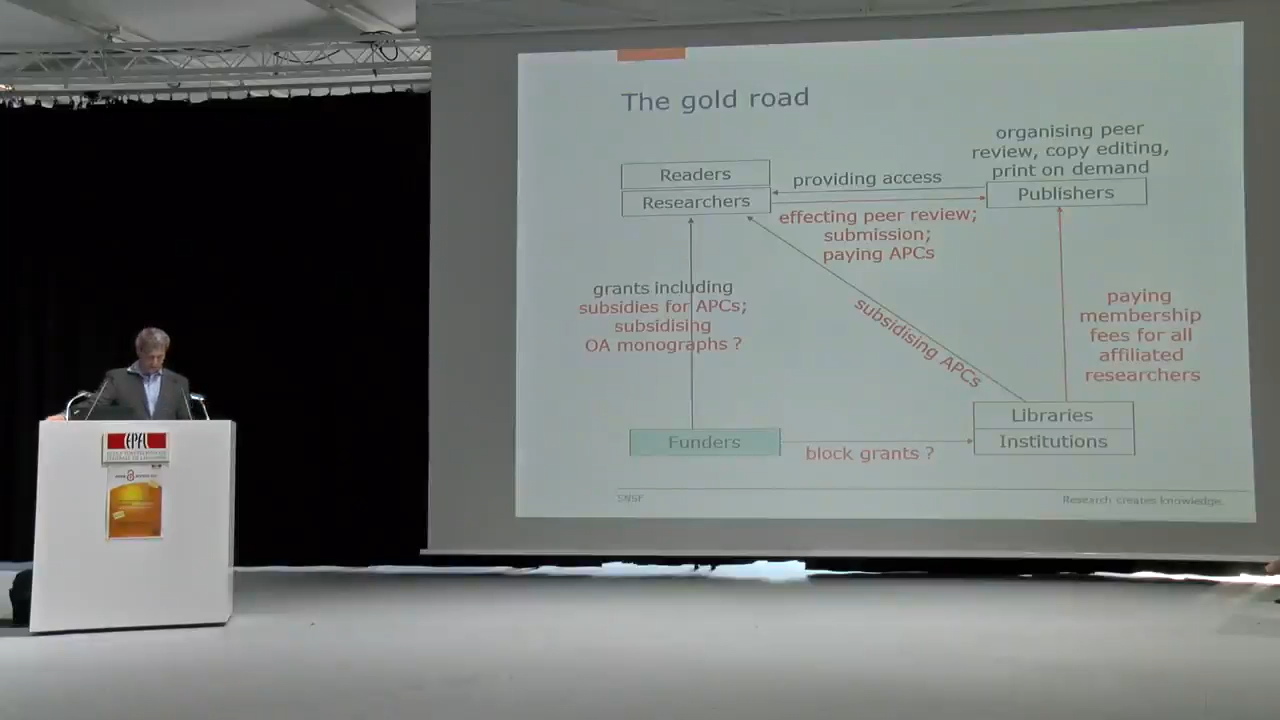 The gold road
organising peer
review, copy editing,
print on demand
Readers
Researchers
providing access
Publishers
effecting peer review;
submission;
paying APCs
grants including
subsidies for APCs;
subsidising
OA monographs ?
subsidising APCs
paying
membership
fees for all
affiliated
researchers
Libraries
Institutions
Funders
block grants ?
SNSF
Research creates knowledge.
EPFL